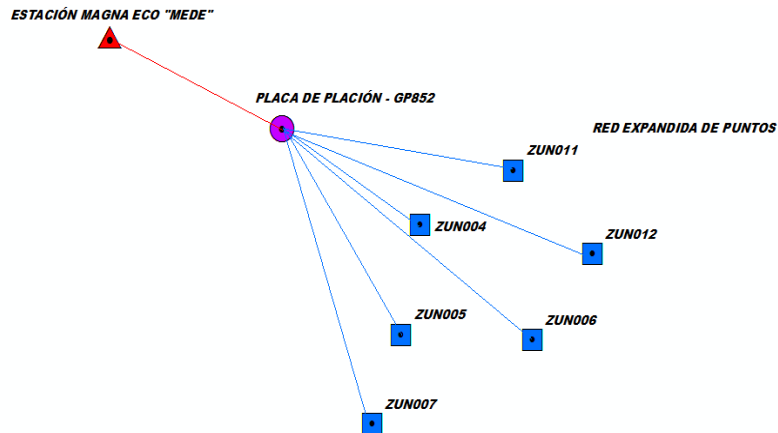 ESTACIÓN MAGNA ECO "MEDE"
PLACA DE PLACIÓN - GP852
RED EXPANDIDA DE PUNTOS
ZUN011
ZUN004
ZUN012
ZUN005
ZUN006
ZUN007